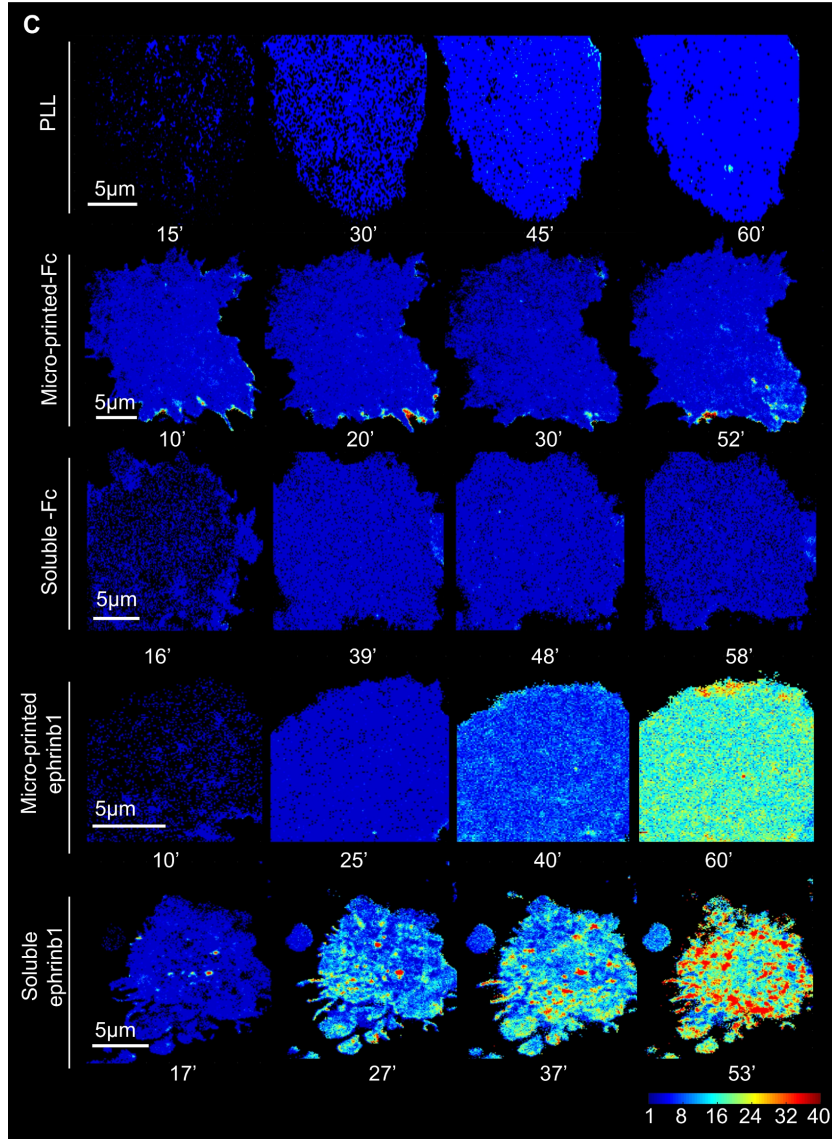 C
PLL
5µm
15’ 30’ 45’ 60’
Micro-printed-Fc
5µm
10’ 20’ 30’ 52’
Soluble -Fc
5µm
16’ 39’ 48’ 58’
Micro-printed
ephrinb1
5µm
10’ 25’ 40’ 60’
Soluble
ephrinb1
5µm
17’ 27’ 37’ 53’
1 8 16 24 32 40